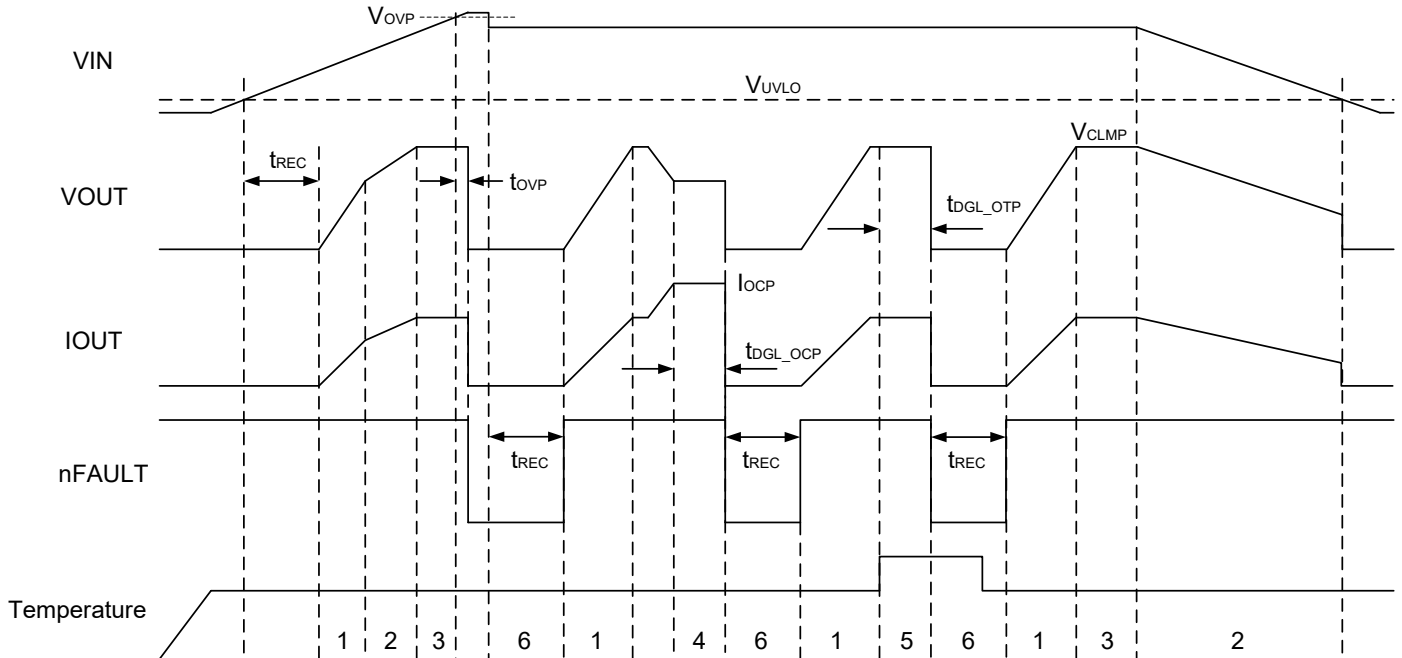 VOVP
VIN
VUVLO
VCLMP
tREC
tOVP
VOUT
tDGL_OTP
IOCP
IOUT
tDGL_OCP
tREC
tREC
tREC
nFAULT
Temperature
1 2 3 6 1 4 6 1 5 6 1 3 2